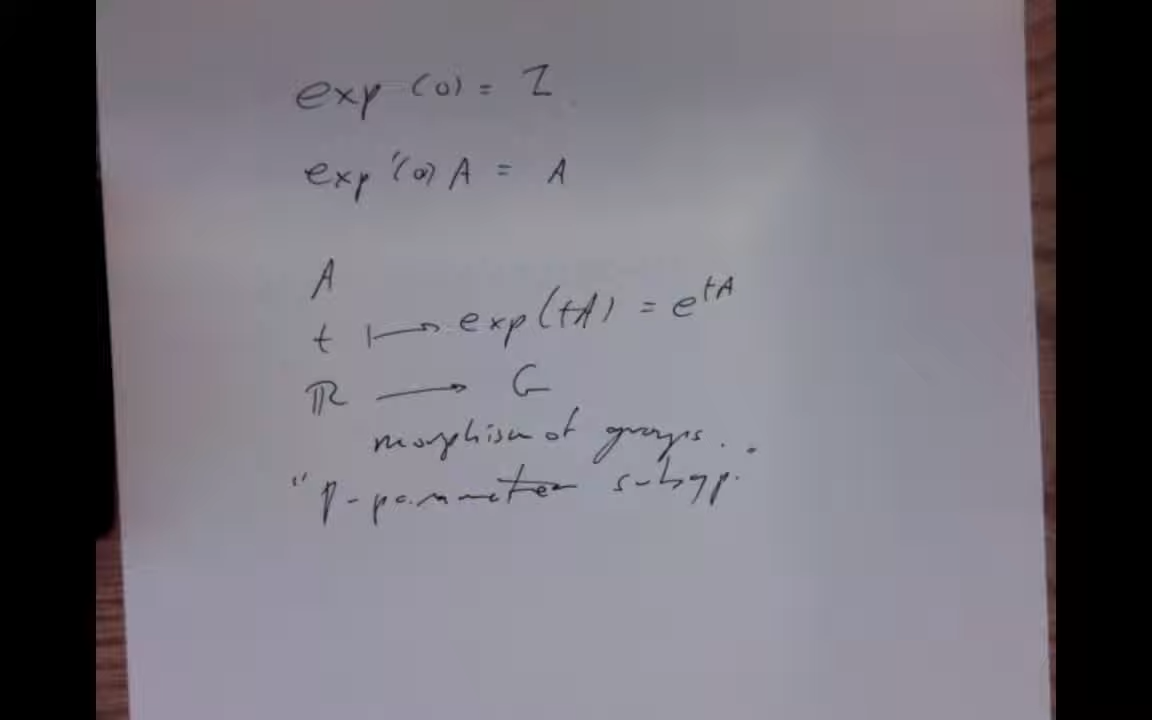 exp (0) = I
exp'(0) A = A
A
t ↦ exp(tA) = e^{tA}
ℝ → G
morphism of groups.
"1-parameter subgp."